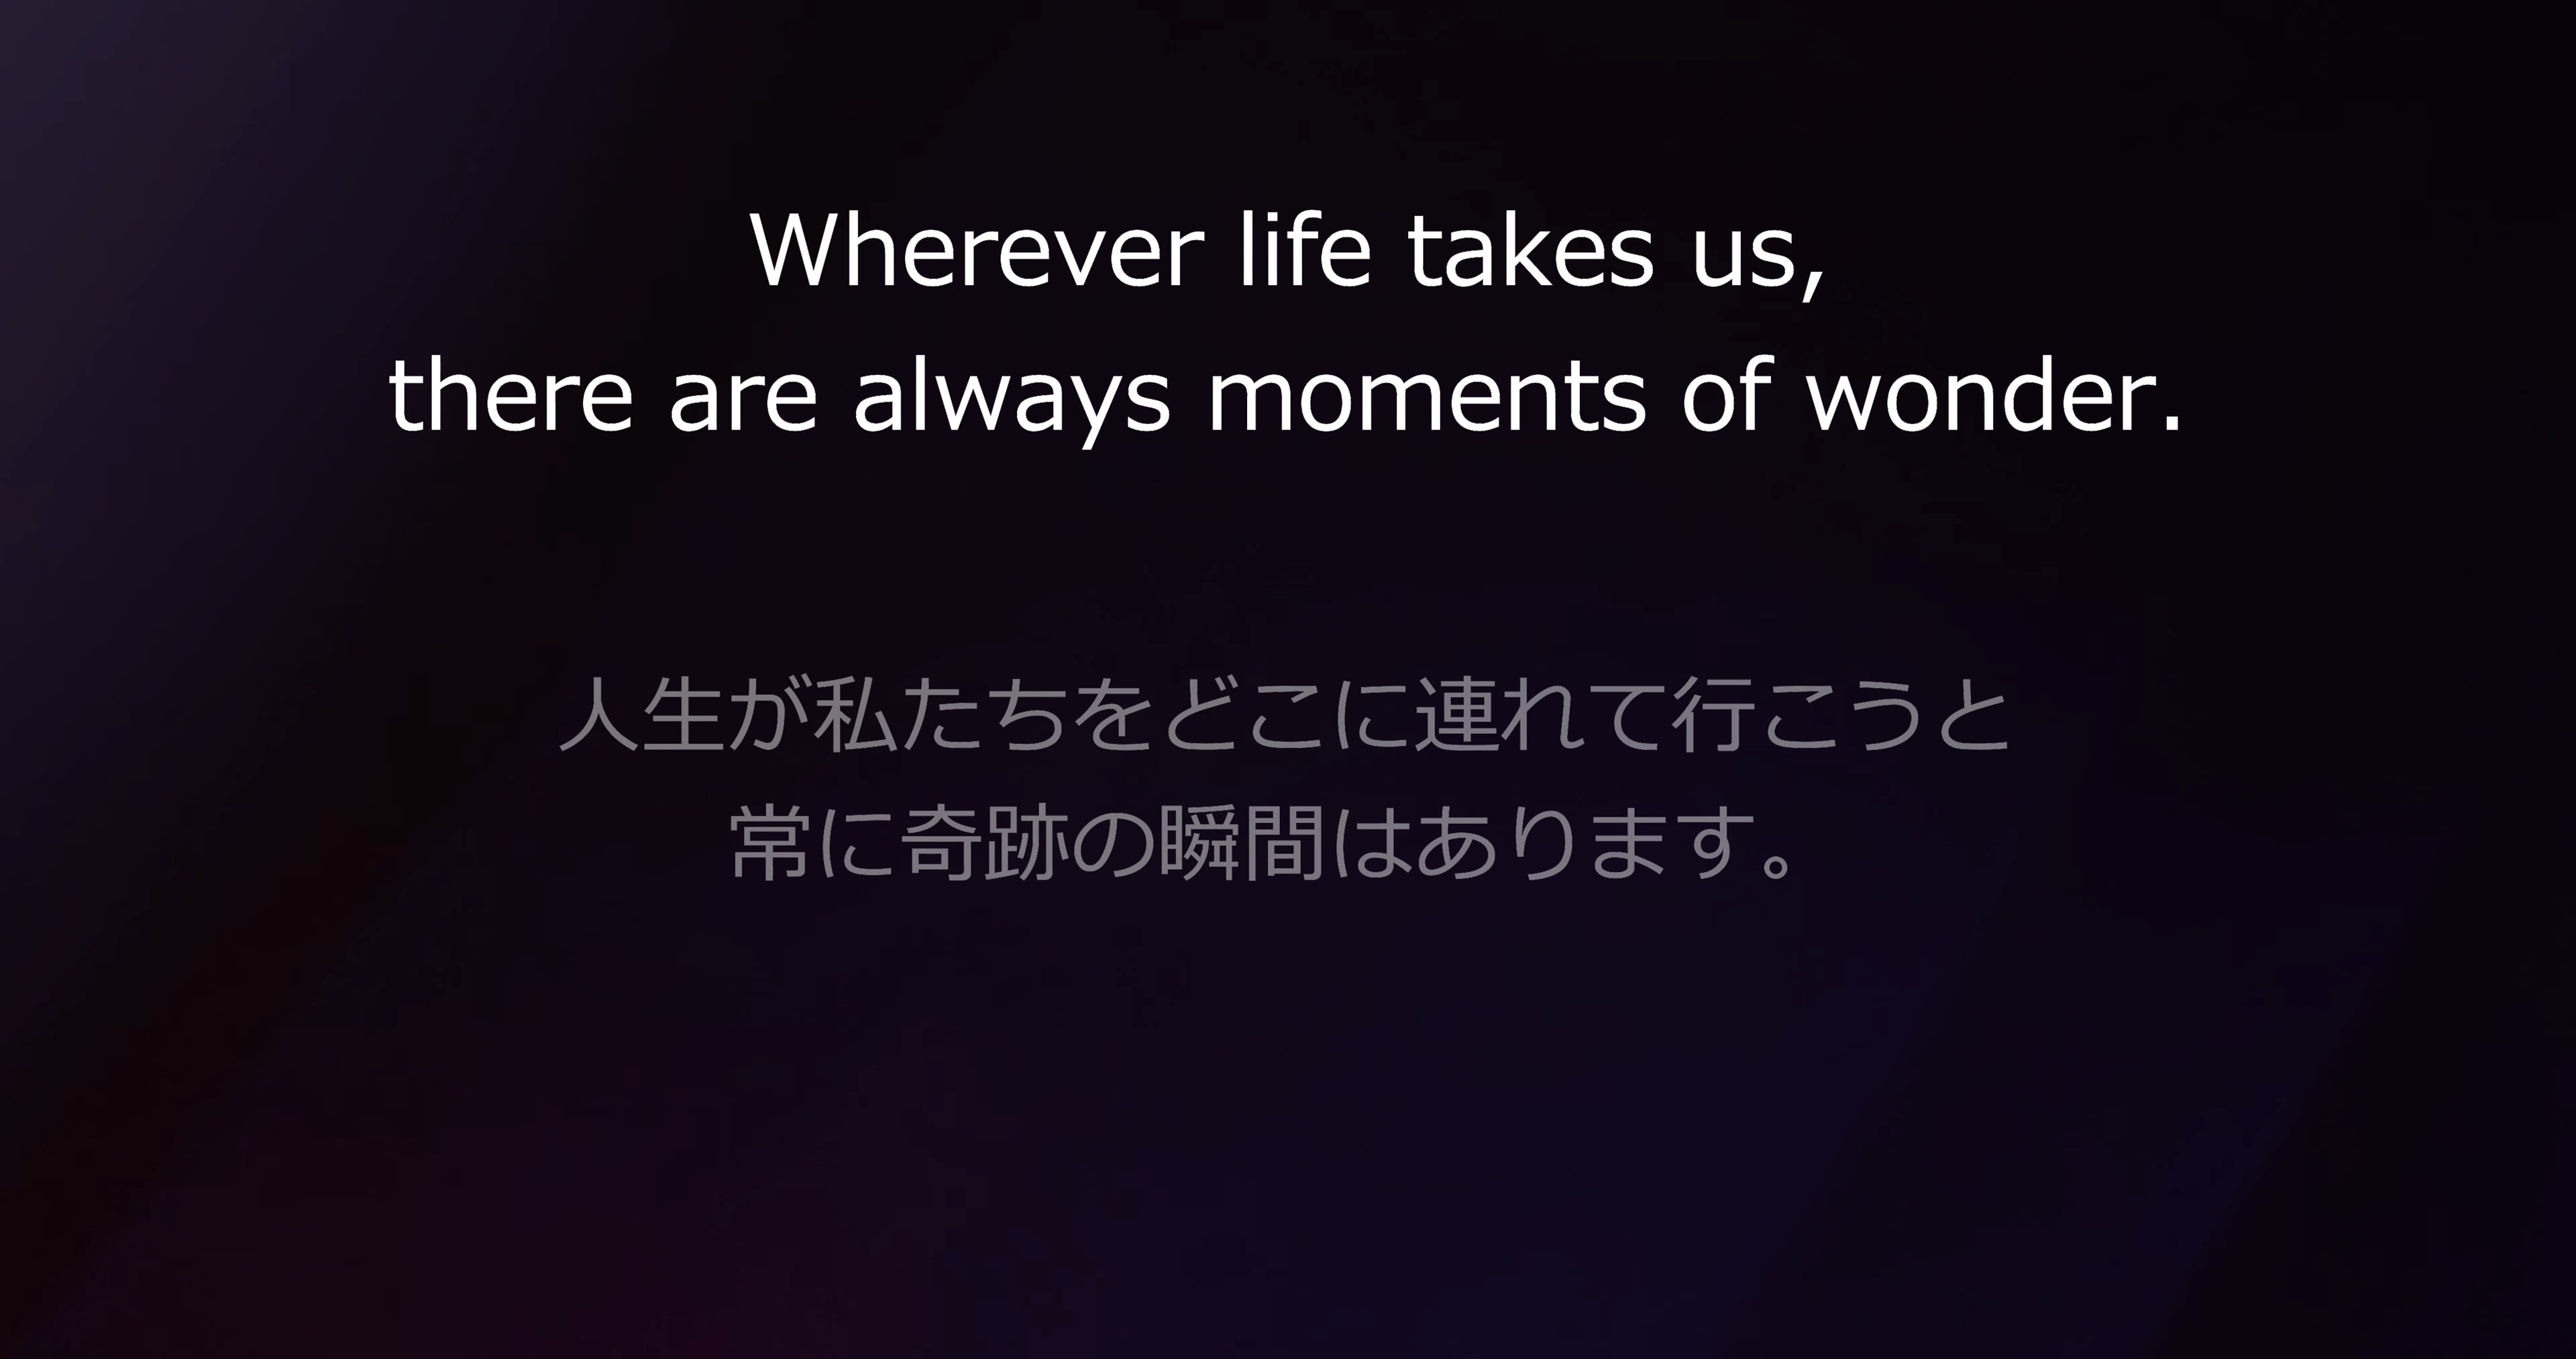 Wherever life takes us,
there are always moments of wonder.
人生が私たちをどこに連れて行こうと
常に奇跡の瞬間はあります。